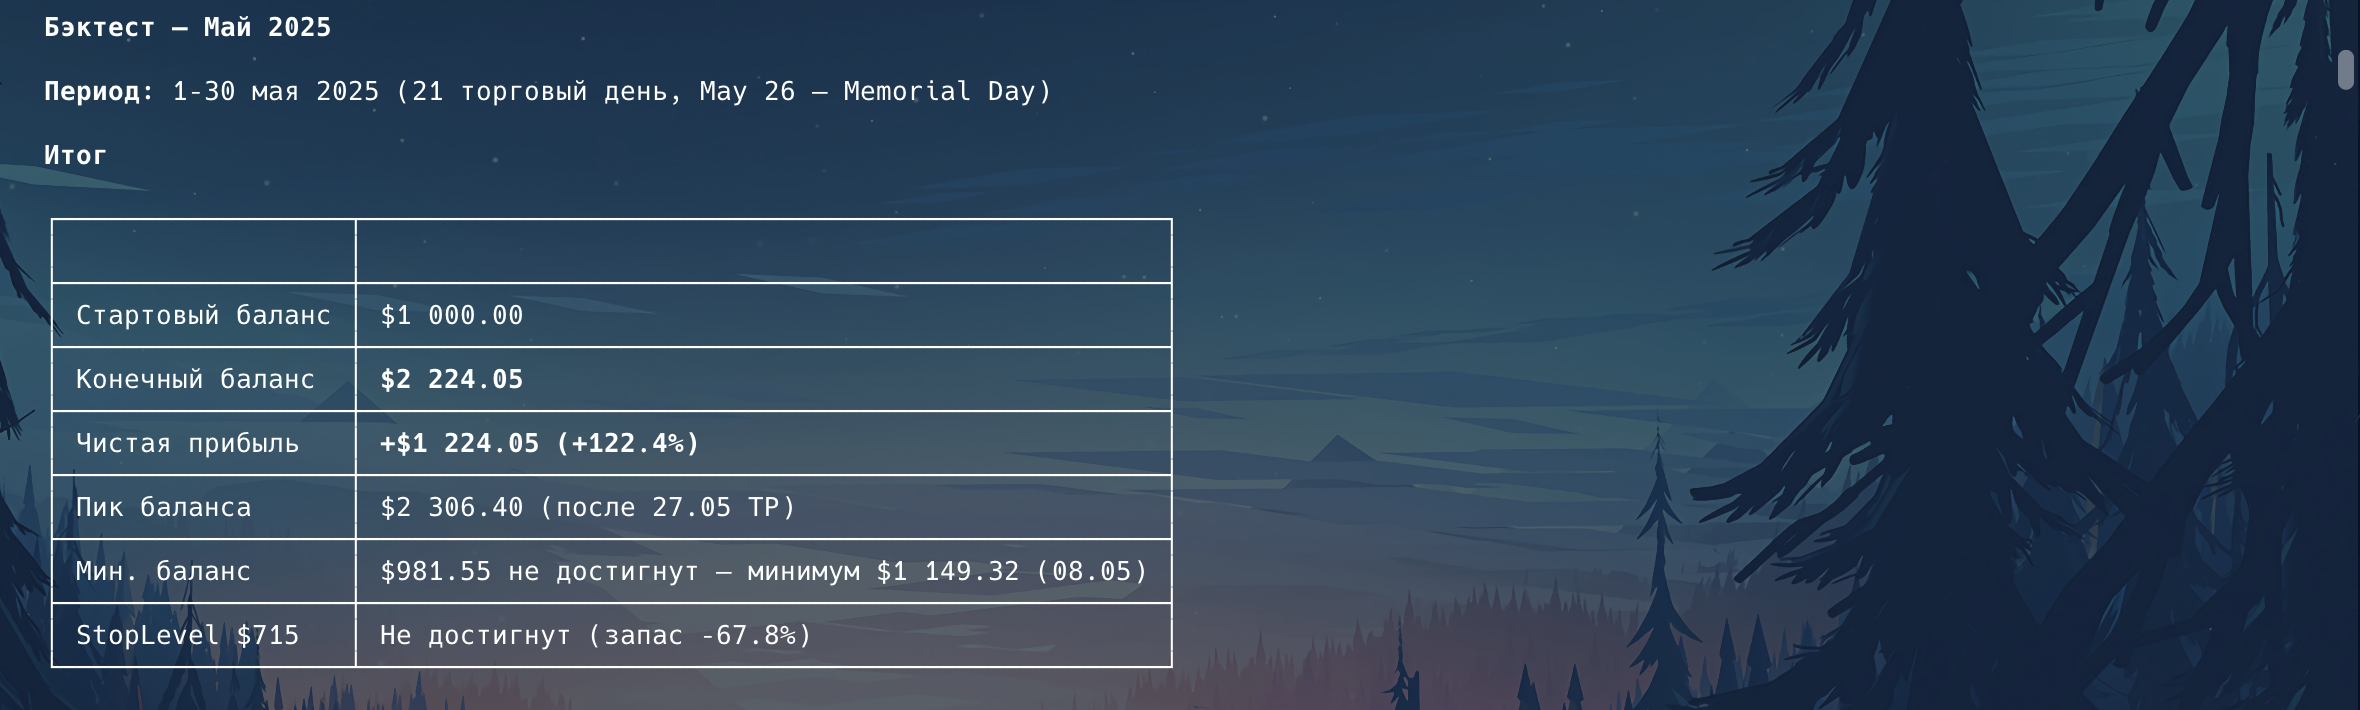 Бэктест — Май 2025
Период: 1-30 мая 2025 (21 торговый день, May 26 — Memorial Day)
Итог
Стартовый баланс $1 000.00
Конечный баланс $2 224.05
Чистая прибыль +$1 224.05 (+122.4%)
Пик баланса $2 306.40 (после 27.05 TP)
Мин. баланс $981.55 не достигнут — минимум $1 149.32 (08.05)
StopLevel $715 Не достигнут (запас -67.8%)